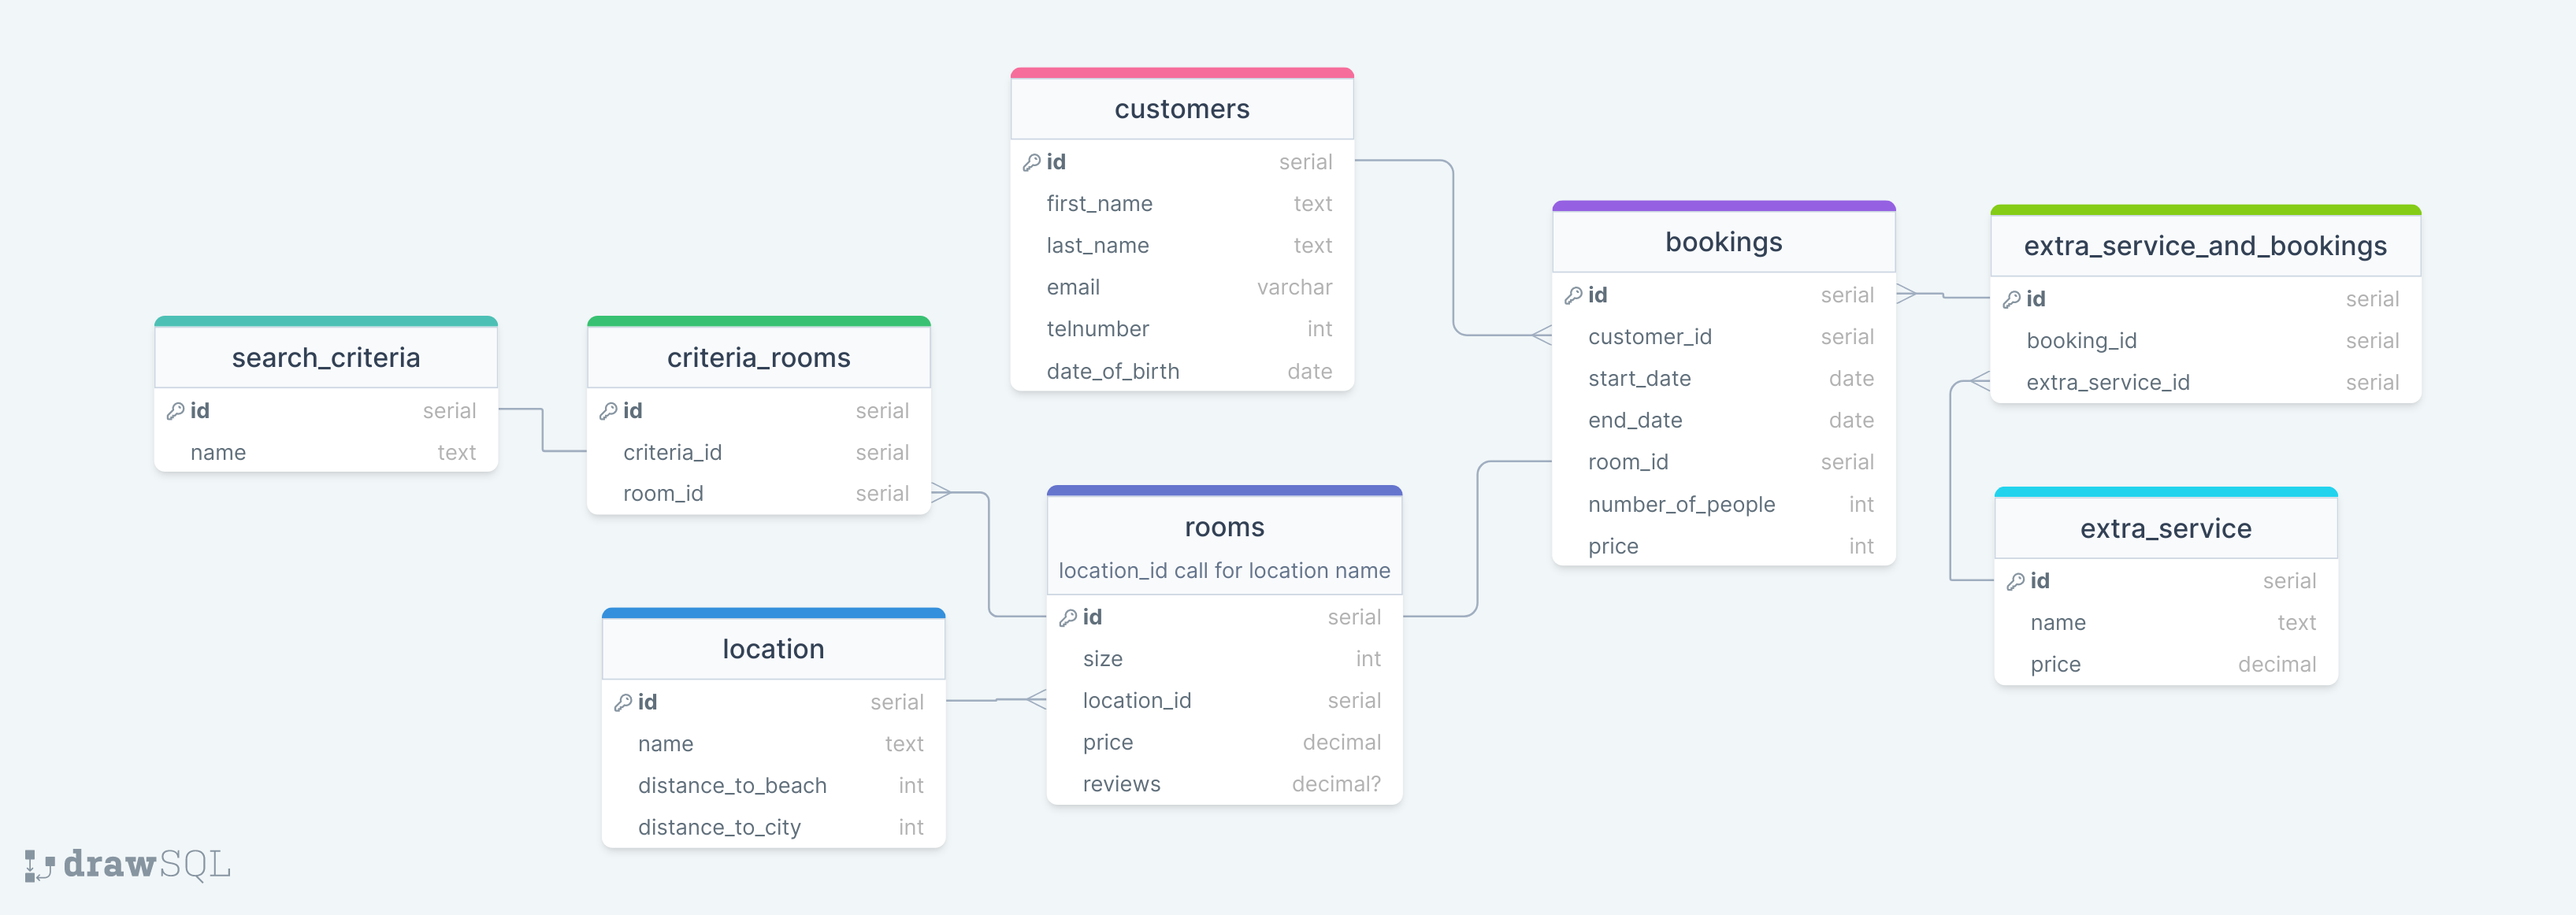 customers
id serial
first_name text
last_name text
email varchar
telnumber int
date_of_birth date
bookings
id serial
customer_id serial
start_date date
end_date date
room_id serial
number_of_people int
price int
extra_service_and_bookings
id serial
booking_id serial
extra_service_id serial
search_criteria
id serial
name text
criteria_rooms
id serial
criteria_id serial
room_id serial
rooms
location_id call for location name
id serial
size int
location_id serial
price decimal
reviews decimal?
extra_service
id serial
name text
price decimal
location
id serial
name text
distance_to_beach int
distance_to_city int
drawSQL